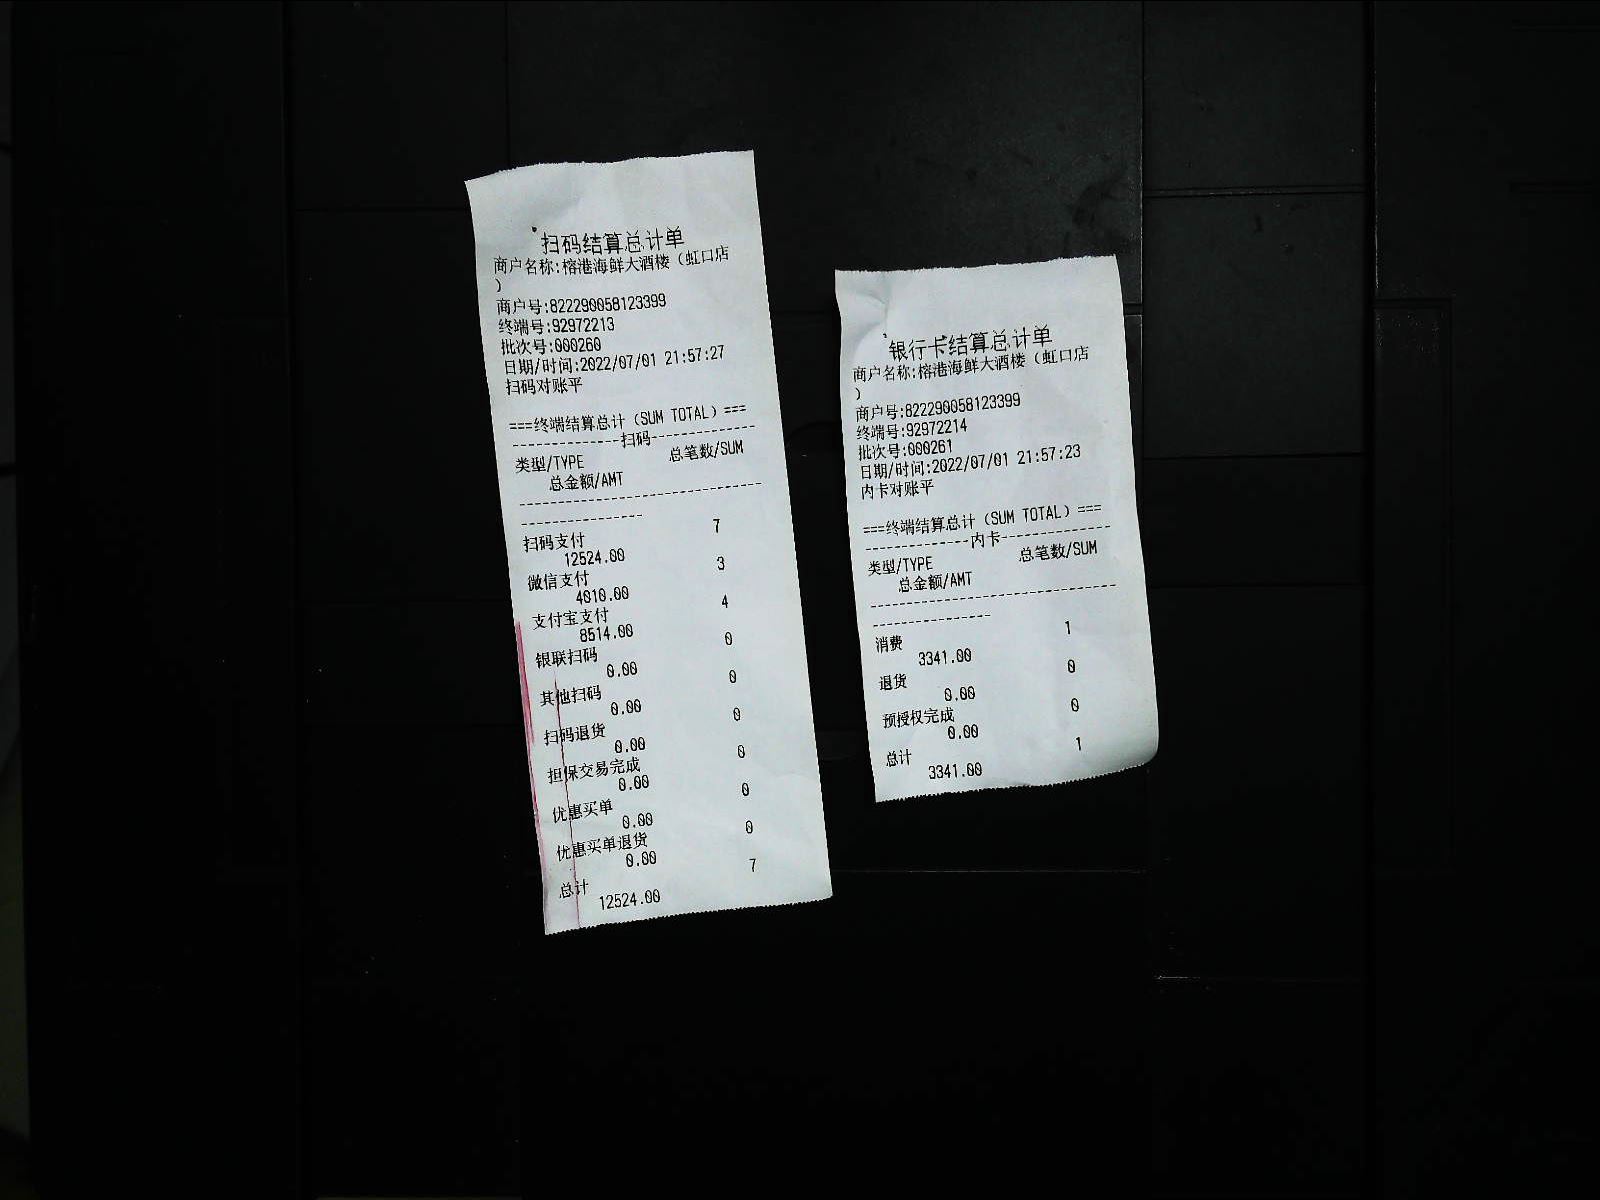 扫码结算总计单
商户名称:榕港海鲜大酒楼（虹口店
）
商户号:822290058123399
终端号:92972213
批次号:000260
日期/时间:2022/07/01 21:57:27
扫码对账平
===终端结算总计（SUM TOTAL）===
--------------扫码--------------
类型/TYPE 总笔数/SUM
总金额/AMT
--------------------------------
----------------
扫码支付 7
12524.00
微信支付 3
4010.00
支付宝支付 4
8514.00
银联扫码 0
0.00
其他扫码 0
0.00
扫码退货 0
0.00
担保交易完成 0
0.00
优惠买单 0
0.00
优惠买单退货 0
0.00
总计 7
12524.00
银行卡结算总计单
商户名称:榕港海鲜大酒楼（虹口店
）
商户号:822290058123399
终端号:92972214
批次号:000261
日期/时间:2022/07/01 21:57:23
内卡对账平
===终端结算总计（SUM TOTAL）===
--------------内卡--------------
类型/TYPE 总笔数/SUM
总金额/AMT
--------------------------------
----------------
消费 1
3341.00
退货 0
0.00
预授权完成 0
0.00
总计 1
3341.00